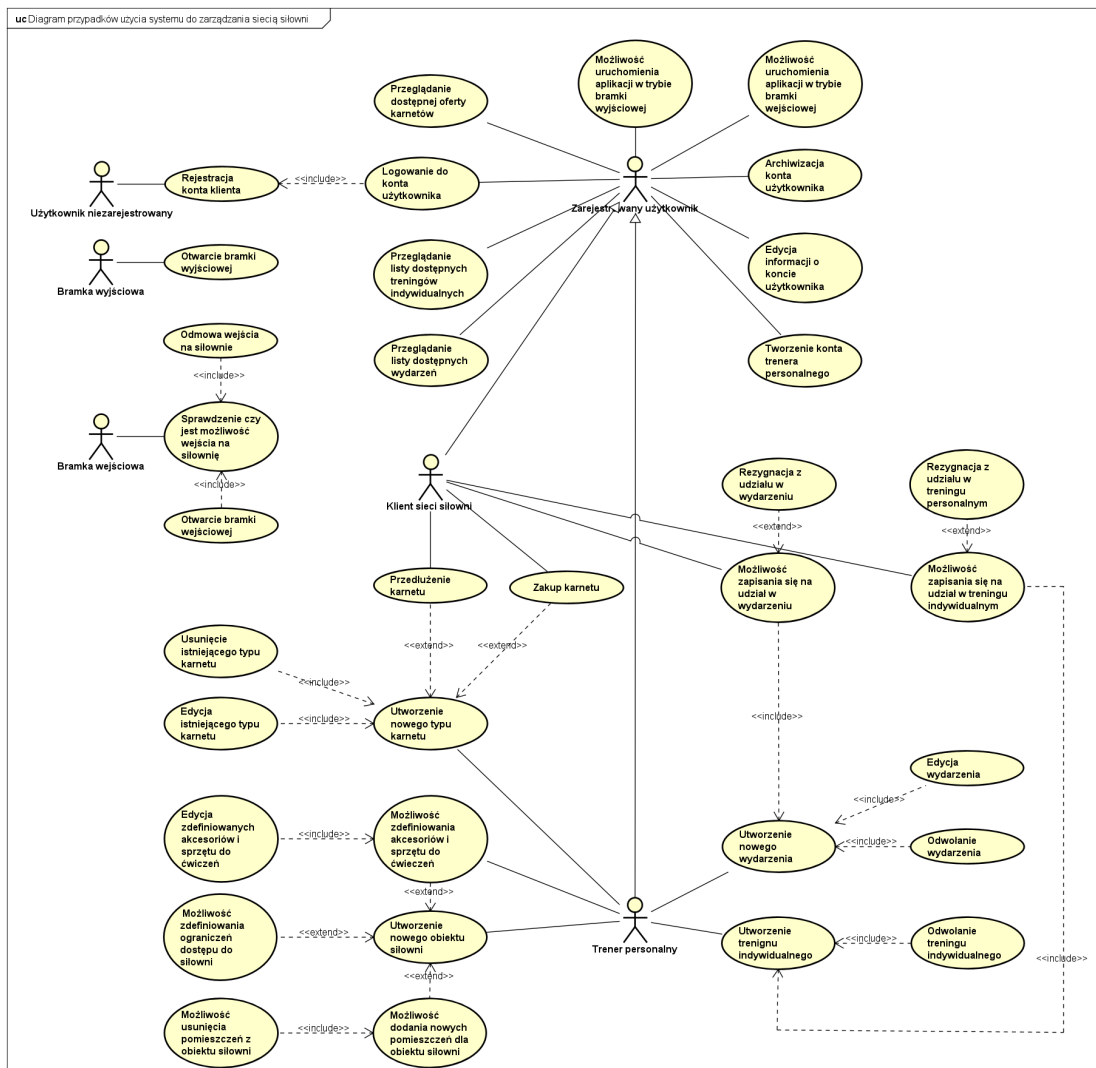 uc Diagram przypadków użycia systemu do zarządzania siecią siłowni
Możliwość
uruchomienia
aplikacji w trybie
bramki
wyjściowej
Możliwość
uruchomienia
aplikacji w trybie
bramki
wejściowej
Przeglądanie
dostępnej oferty
karnetów
Użytkownik niezarejestrowany
Rejestracja
konta klienta
<<include>>
Logowanie do
konta
użytkownika
Zarejestrowany użytkownik
Archiwizacja
konta
użytkownika
Bramka wyjściowa
Otwarcie bramki
wyjściowej
Przeglądanie
listy dostępnych
treningów
indywidualnych
Edycja
informacji o
koncie
użytkownika
Odmowa wejścia
na siłownie
<<include>>
Przeglądanie
listy dostępnych
wydarzeń
Tworzenie konta
trenera
personalnego
Bramka wejściowa
Sprawdzenie czy
jest możliwość
wejścia na
siłownię
<<include>>
Otwarcie bramki
wejściowej
Klient sieci siłowni
Rezygnacja z
udziału w
wydarzeniu
<<extend>>
Rezygnacja z
udziału w
treningu
personalnym
<<extend>>
Przedłużenie
karnetu
<<extend>>
Zakup karnetu
<<extend>>
Możliwość
zapisania się na
udział w
wydarzeniu
Możliwość
zapisania się na
udział w treningu
indywidualnym
Usunięcie
istniejącego typu
karnetu
<<include>>
Edycja
istniejącego typu
karnetu
<<include>>
Utworzenie
nowego typu
karnetu
<<include>>
Edycja
wydarzenia
<<include>>
Edycja
zdefiniowanych
akcesoriów i
sprzętu do
ćwiczeń
<<include>>
Możliwość
zdefiniowania
akcesoriów i
sprzętu do
ćwieczeń
<<extend>>
Utworzenie
nowego
wydarzenia
<<include>>
Odwołanie
wydarzenia
Możliwość
zdefiniowania
ograniczeń
dostępu do
siłowni
<<extend>>
Utworzenie
nowego obiektu
siłowni
<<extend>>
Trener personalny
Utworzenie
trenignu
indywidualnego
<<include>>
Odwołanie
treningu
indywidualnego
<<include>>
Możliwość
usunięcia
pomieszczeń z
obiektu siłowni
<<include>>
Możliwość
dodania nowych
pomieszczeń dla
obiektu siłowni